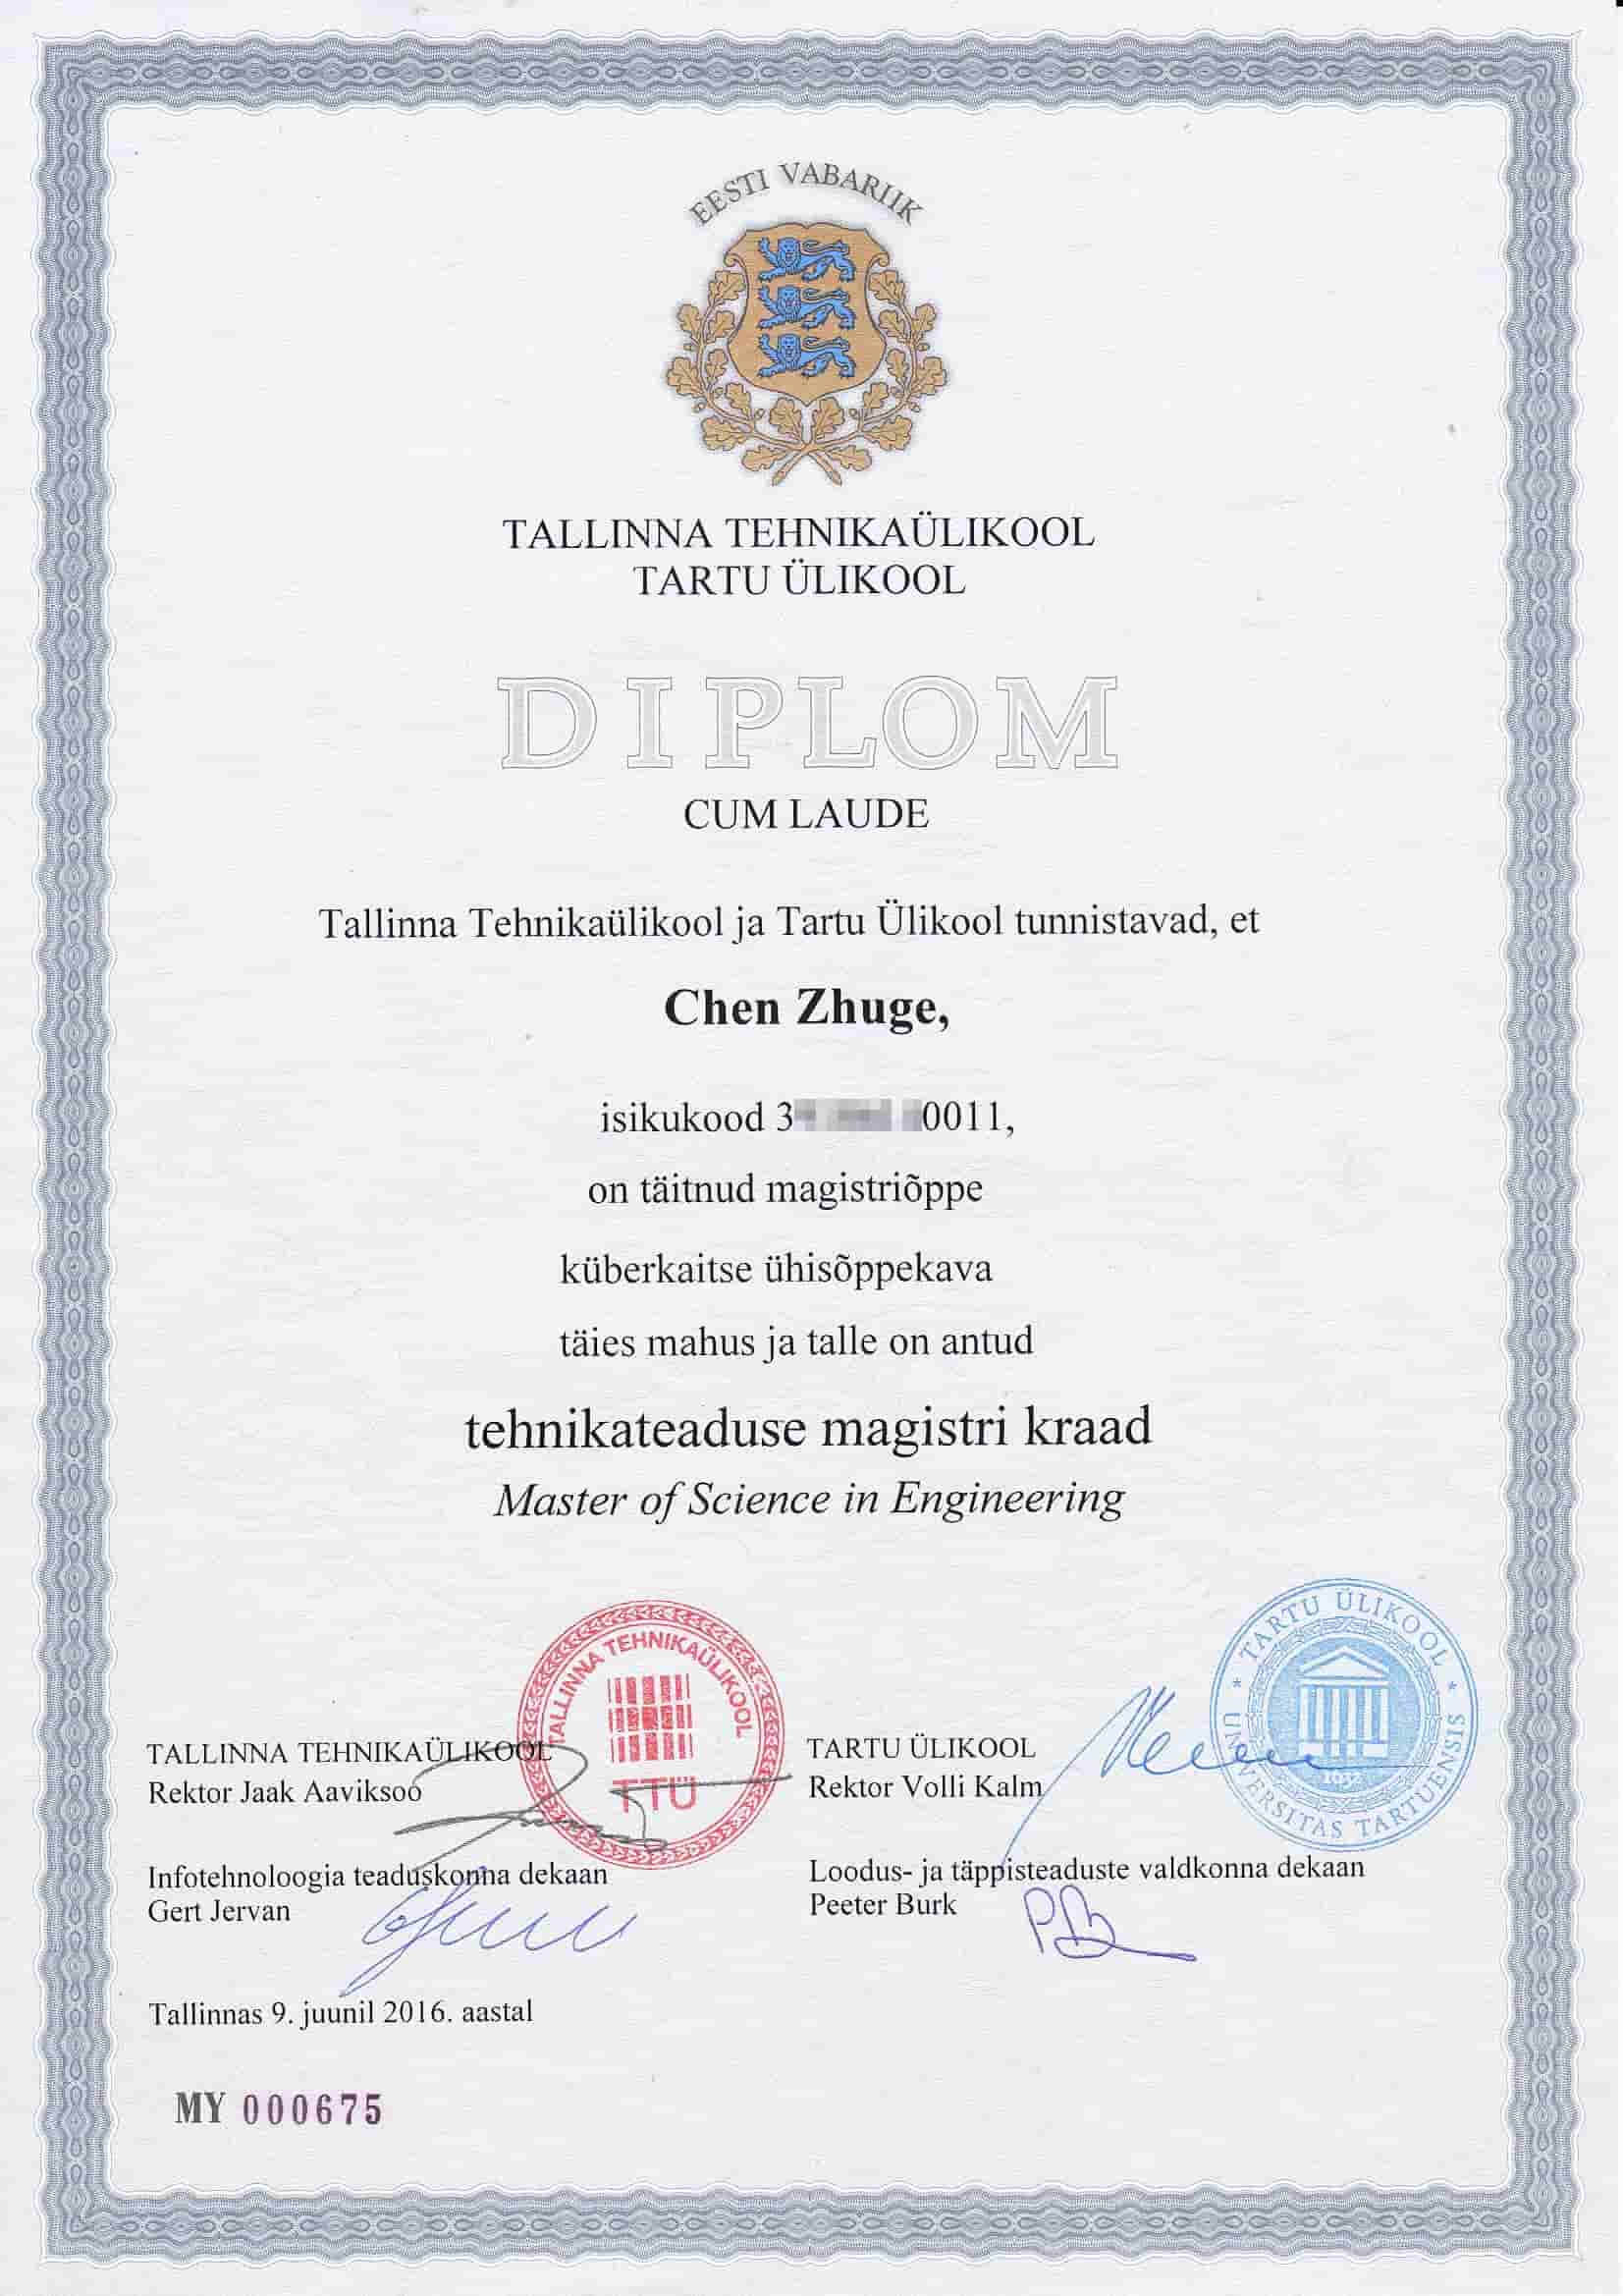 EESTI VABARIIK
TALLINNA TEHNIKAÜLIKOOL
TARTU ÜLIKOOL
DIPLOM
CUM LAUDE
Tallinna Tehnikaülikool ja Tartu Ülikool tunnistavad, et
Chen Zhuge,
isikukood 3 0011,
on täitnud magistriõppe
küberkaitse ühisõppekava
täies mahus ja talle on antud
tehnikateaduse magistri kraad
Master of Science in Engineering
TALLINNA TEHNIKAÜLIKOOL
TTÜ
TARTU ÜLIKOOL
UNIVERSITAS TARTUENSIS
1632
TALLINNA TEHNIKAÜLIKOOL
Rektor Jaak Aaviksoo
TARTU ÜLIKOOL
Rektor Volli Kalm
Infotehnoloogia teaduskonna dekaan
Gert Jervan
Loodus- ja täppisteaduste valdkonna dekaan
Peeter Burk
Tallinnas 9. juunil 2016. aastal
MY 000675